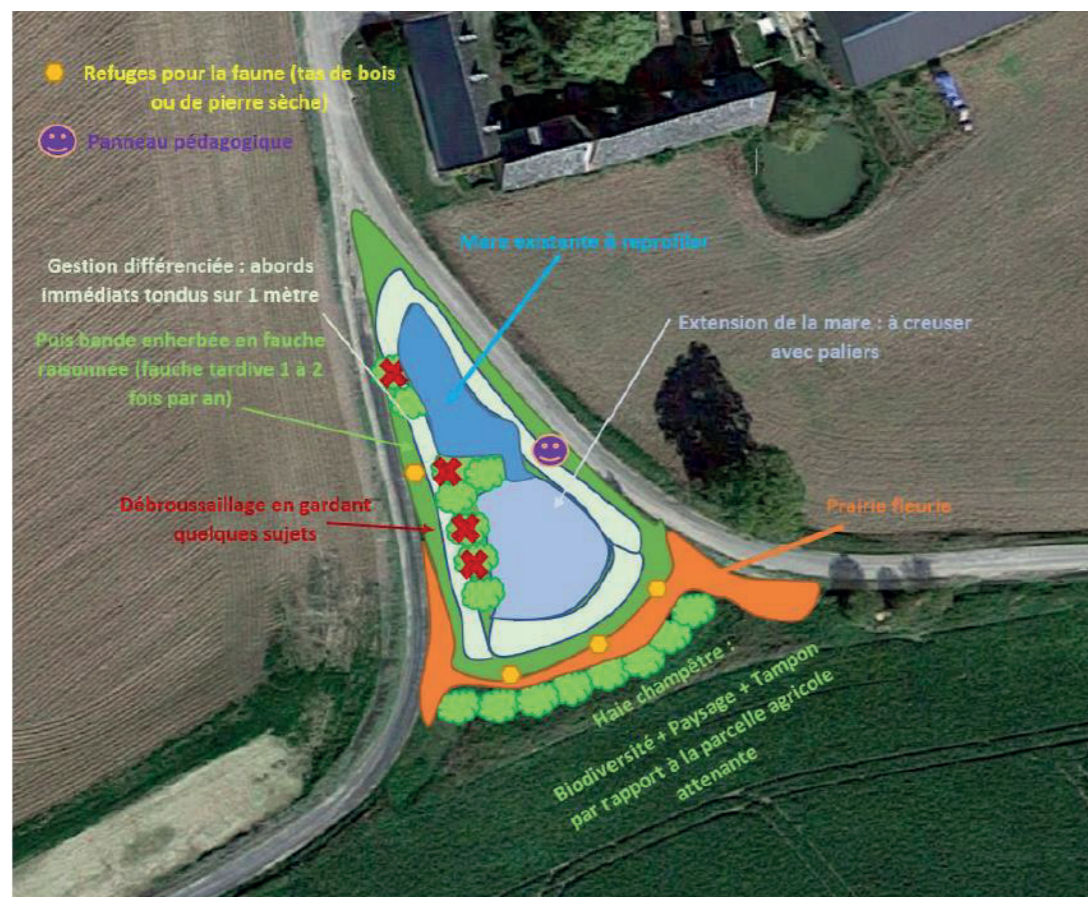 Refuges pour la faune (tas de bois
ou de pierre sèche)
Panneau pédagogique
Mare existante à reprofiler
Gestion différenciée : abords
immédiats tondus sur 1 mètre
Extension de la mare : à creuser
avec paliers
Puis bande enherbée en fauche
raisonnée (fauche tardive 1 à 2
fois par an)
Débroussaillage en gardant
quelques sujets
Prairie fleurie
Haie champêtre :
Biodiversité + Paysage + Tampon
par rapport à la parcelle agricole
attenante